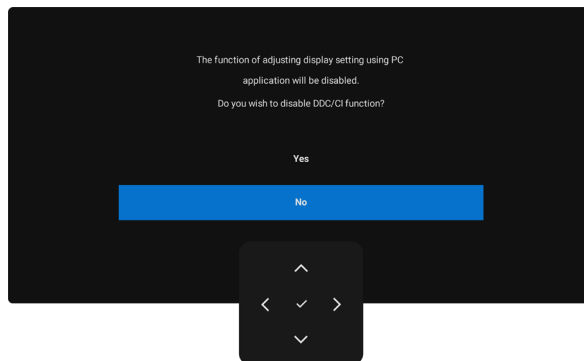 The function of adjusting display setting using PC
application will be disabled.
Do you wish to disable DDC/CI function?
Yes
No